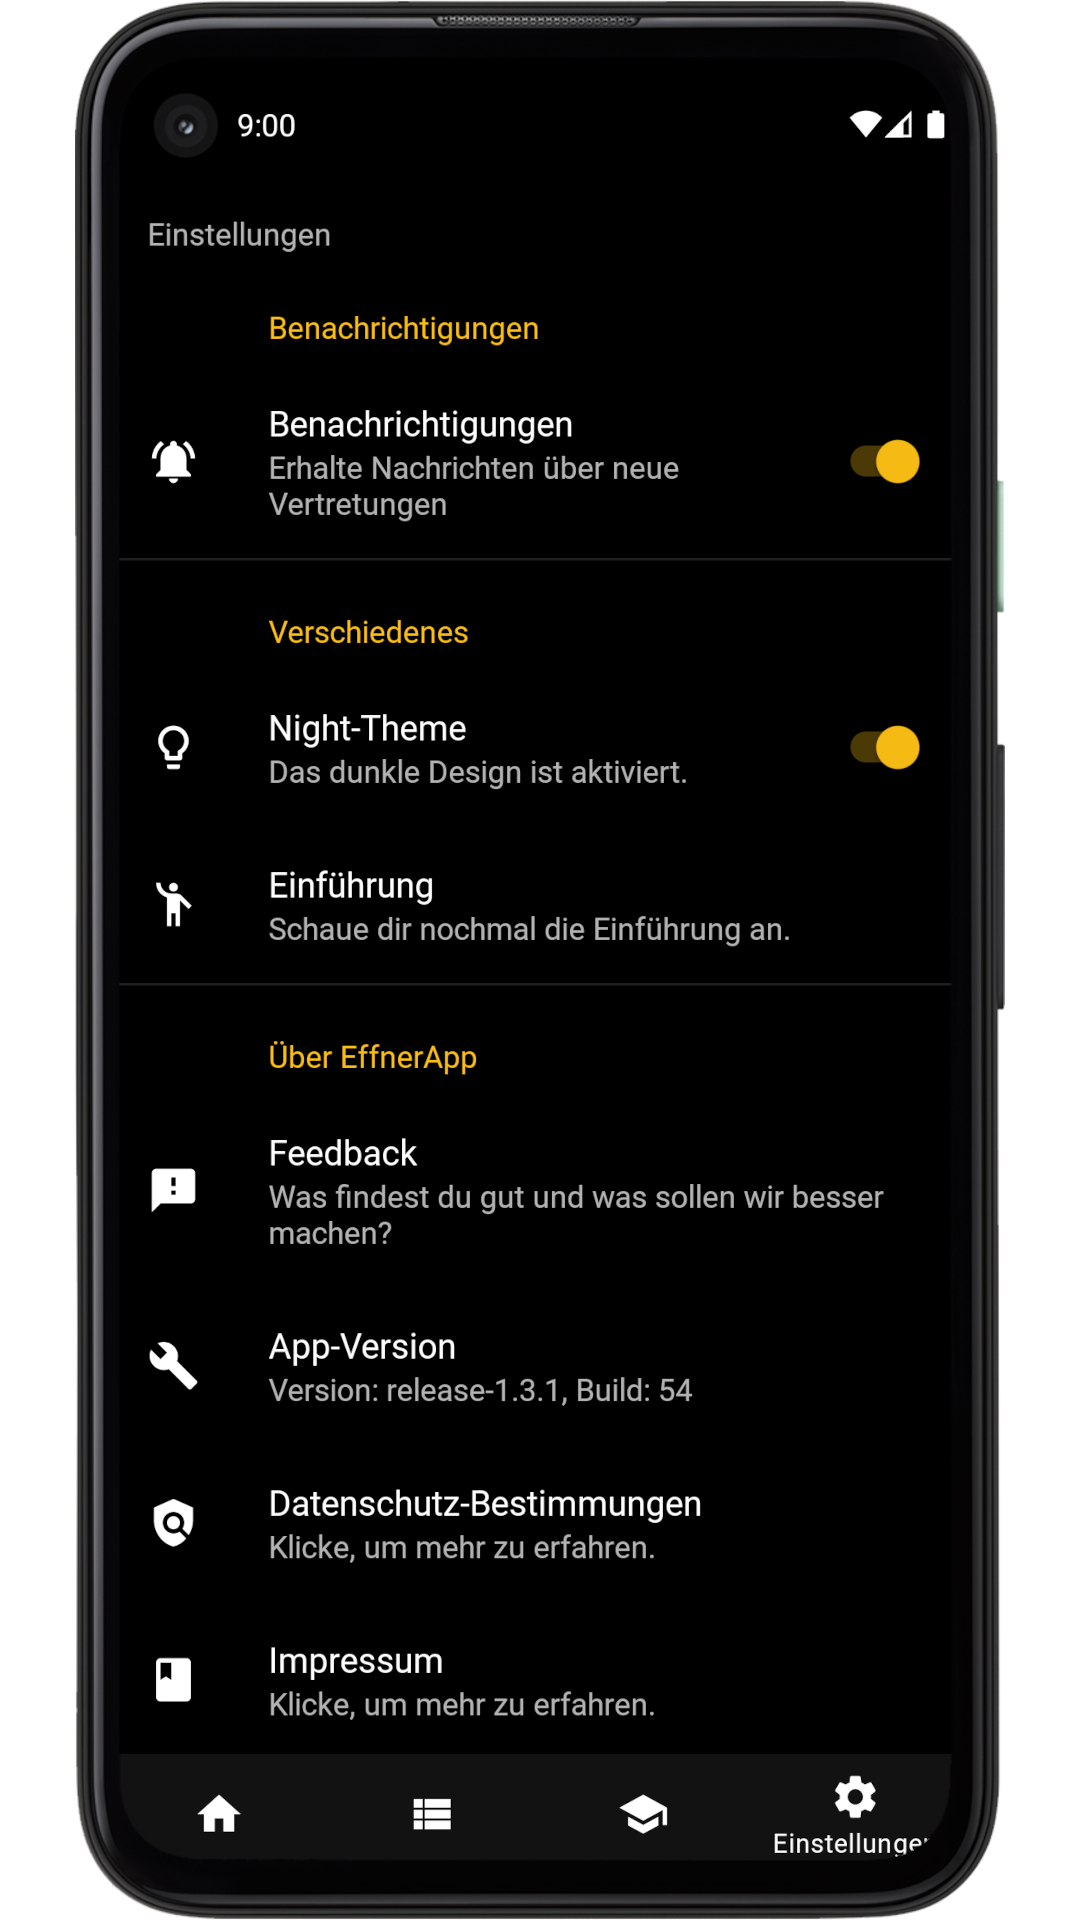 9:00
Einstellungen
Benachrichtigungen
Benachrichtigungen
Erhalte Nachrichten über neue
Vertretungen
Verschiedenes
Night-Theme
Das dunkle Design ist aktiviert.
Einführung
Schaue dir nochmal die Einführung an.
Über EffnerApp
Feedback
Was findest du gut und was sollen wir besser
machen?
App-Version
Version: release-1.3.1, Build: 54
Datenschutz-Bestimmungen
Klicke, um mehr zu erfahren.
Impressum
Klicke, um mehr zu erfahren.
Einstellungen